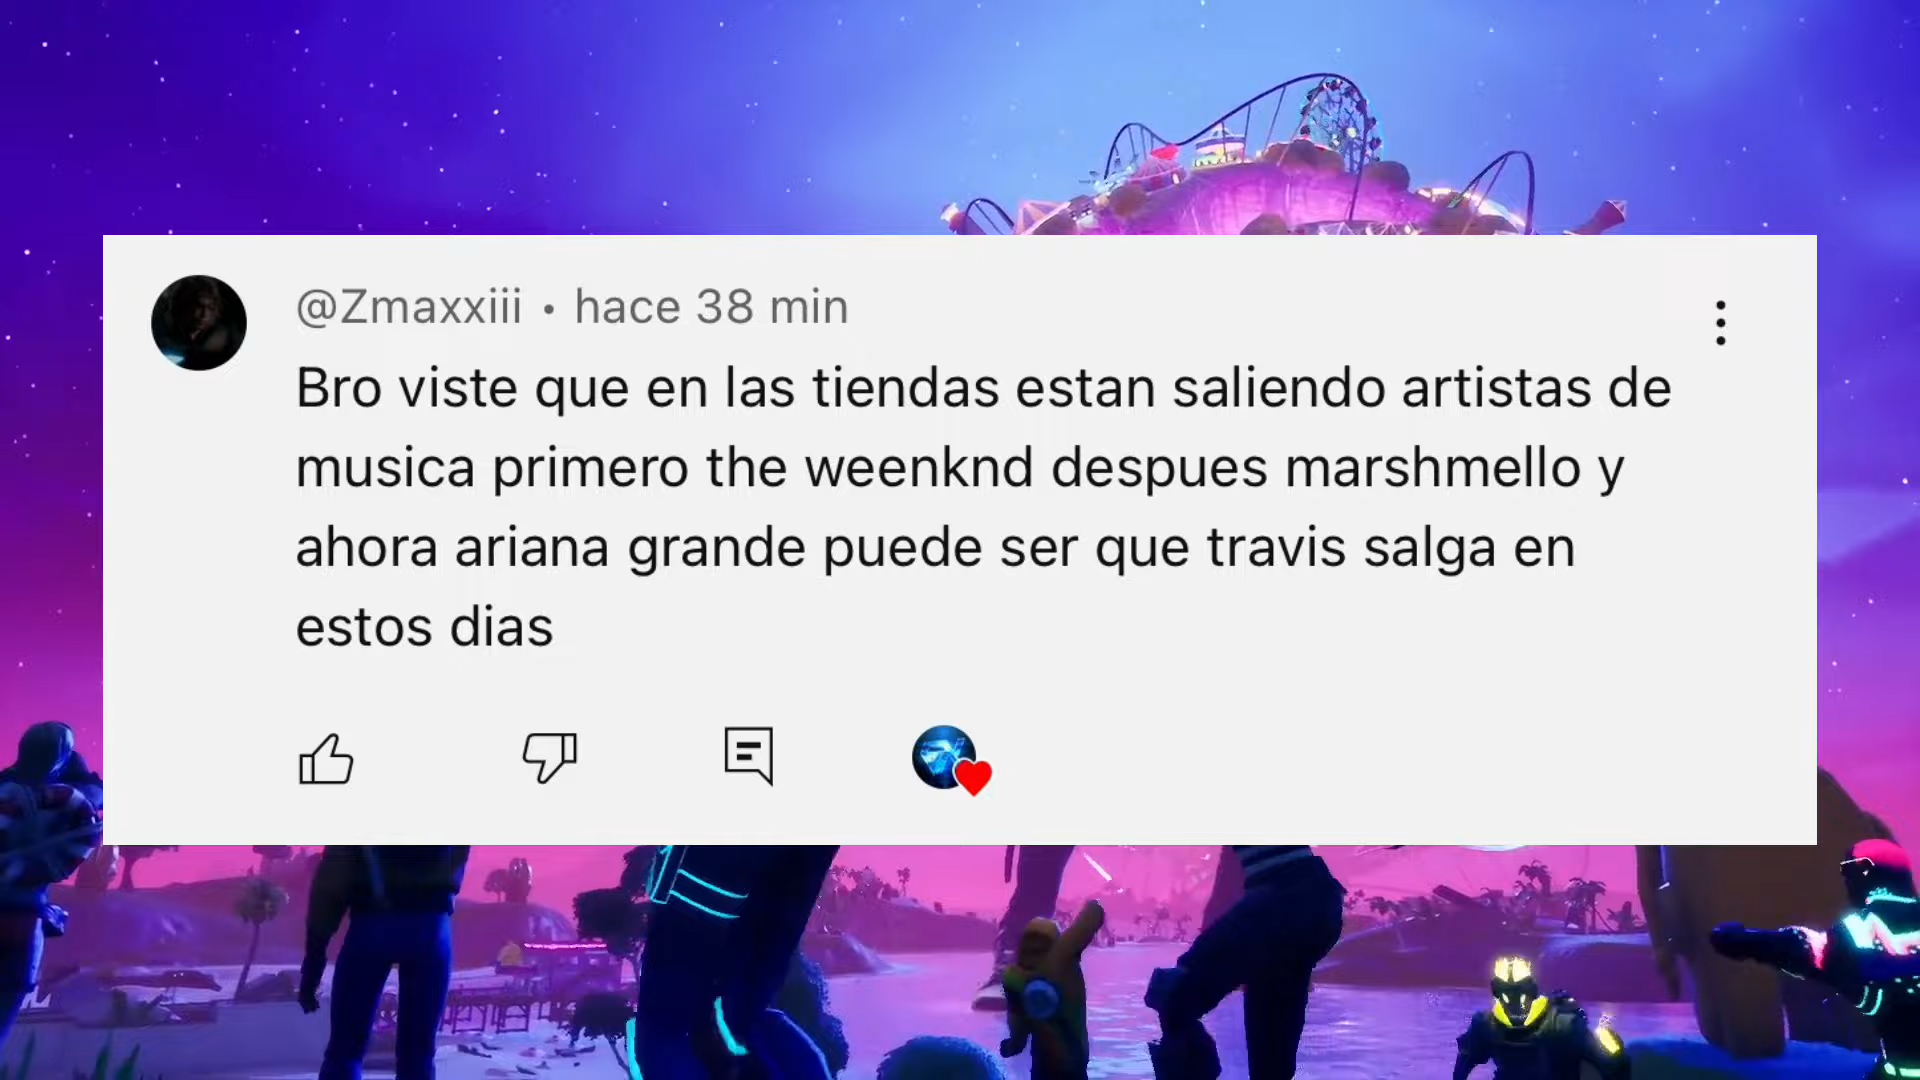 @Zmaxxiii • hace 38 min
Bro viste que en las tiendas estan saliendo artistas de
musica primero the weenknd despues marshmello y
ahora ariana grande puede ser que travis salga en
estos dias